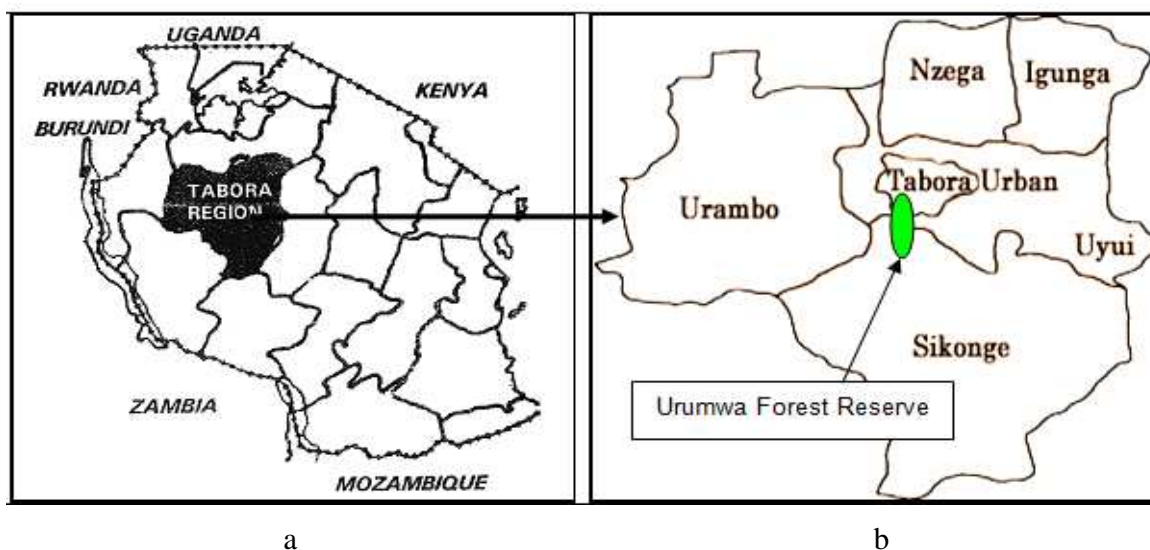 UGANDA
RWANDA
BURUNDI
KENYA
TABORA
REGION
ZAMBIA
MOZAMBIQUE
Nzega
Igunga
Tabora Urban
Urambo
Uyui
Sikonge
Urumwa Forest Reserve
a
b